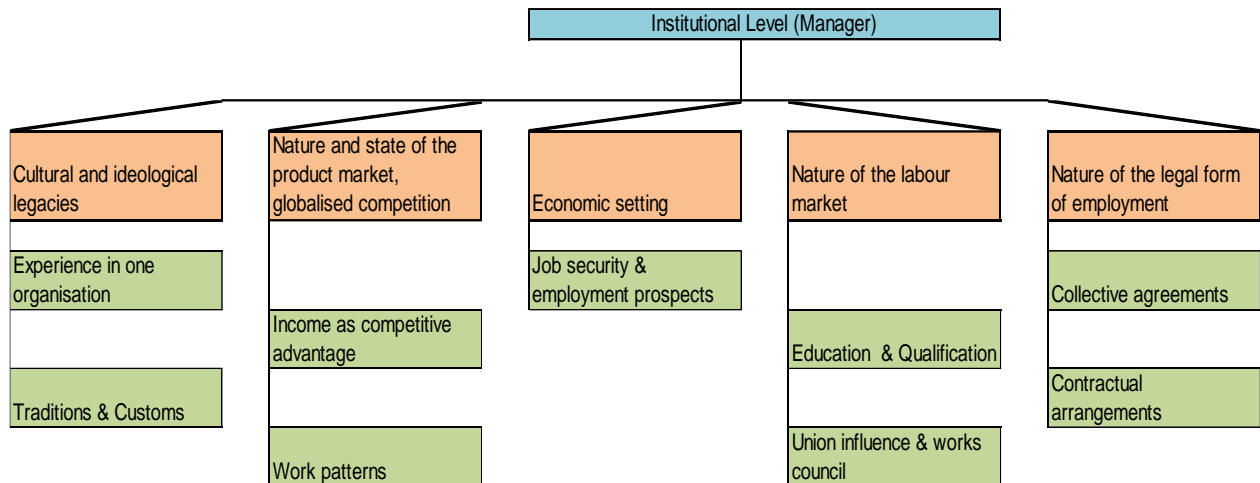 Institutional Level (Manager)
Cultural and ideological
legacies
Nature and state of the
product market,
globalised competition
Economic setting
Nature of the labour
market
Nature of the legal form
of employment
Experience in one
organisation
Traditions & Customs
Income as competitive
advantage
Work patterns
Job security &
employment prospects
Education & Qualification
Union influence & works
council
Collective agreements
Contractual
arrangements